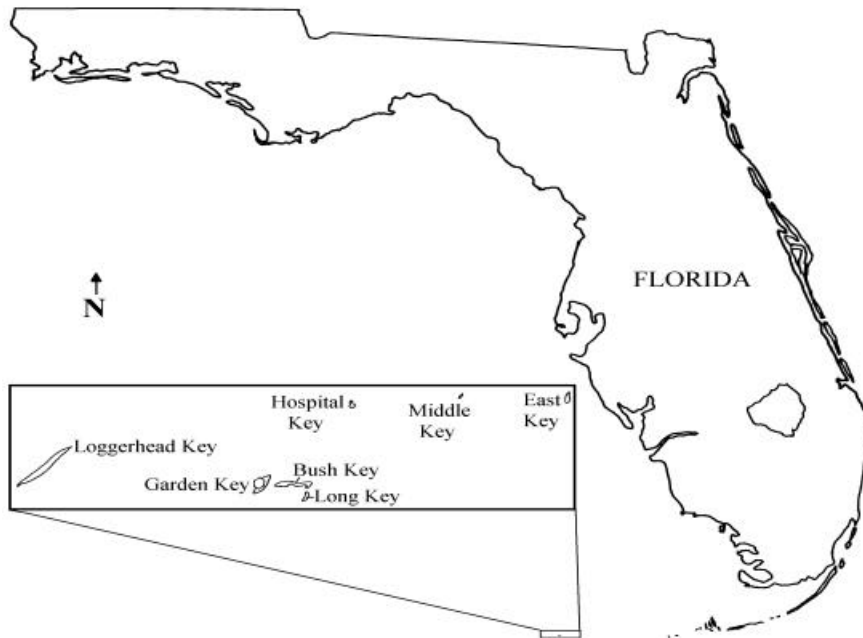 FLORIDA
N
Hospital
Key
Middle
Key
East
Key
Loggerhead Key
Garden Key
Bush Key
Long Key